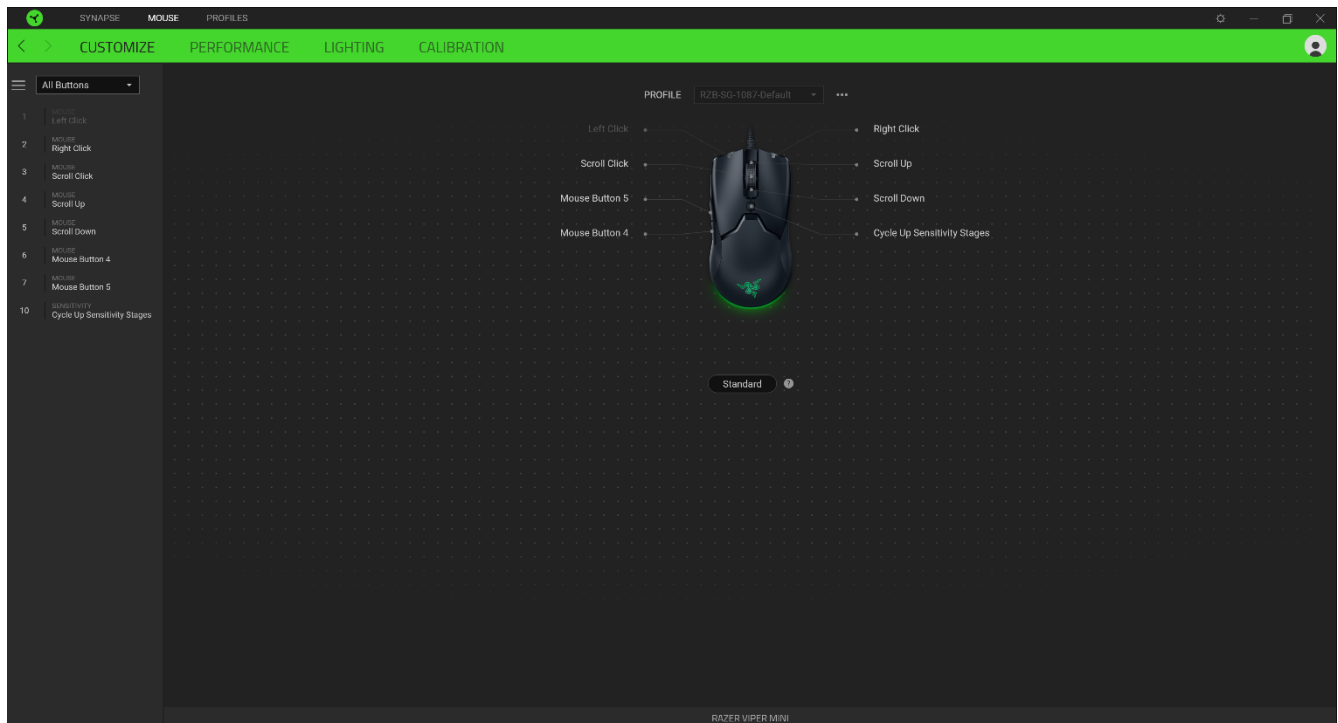 SYNAPSE MOUSE PROFILES
CUSTOMIZE PERFORMANCE LIGHTING CALIBRATION
All Buttons
PROFILE RZB-SG-1087-Default
1 MOUSE
Left Click
2 MOUSE
Right Click
3 MOUSE
Scroll Click
4 MOUSE
Scroll Up
5 MOUSE
Scroll Down
6 MOUSE
Mouse Button 4
7 MOUSE
Mouse Button 5
10 SENSITIVITY
Cycle Up Sensitivity Stages
Left Click Right Click
Scroll Click Scroll Up
Mouse Button 5 Scroll Down
Mouse Button 4 Cycle Up Sensitivity Stages
Standard ?
RAZER VIPER MINI